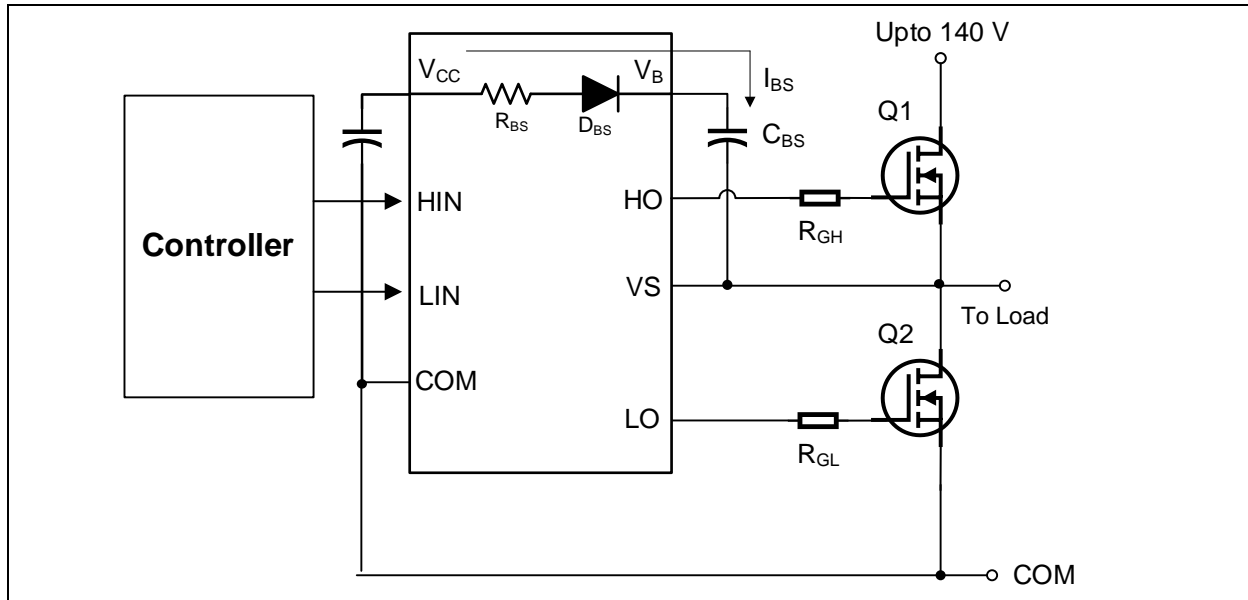 Upto 140 V
VCC
VB
IBS
RBS
DBS
CBS
Q1
Controller
HIN
HO
RGH
LIN
VS
To Load
Q2
COM
LO
RGL
COM